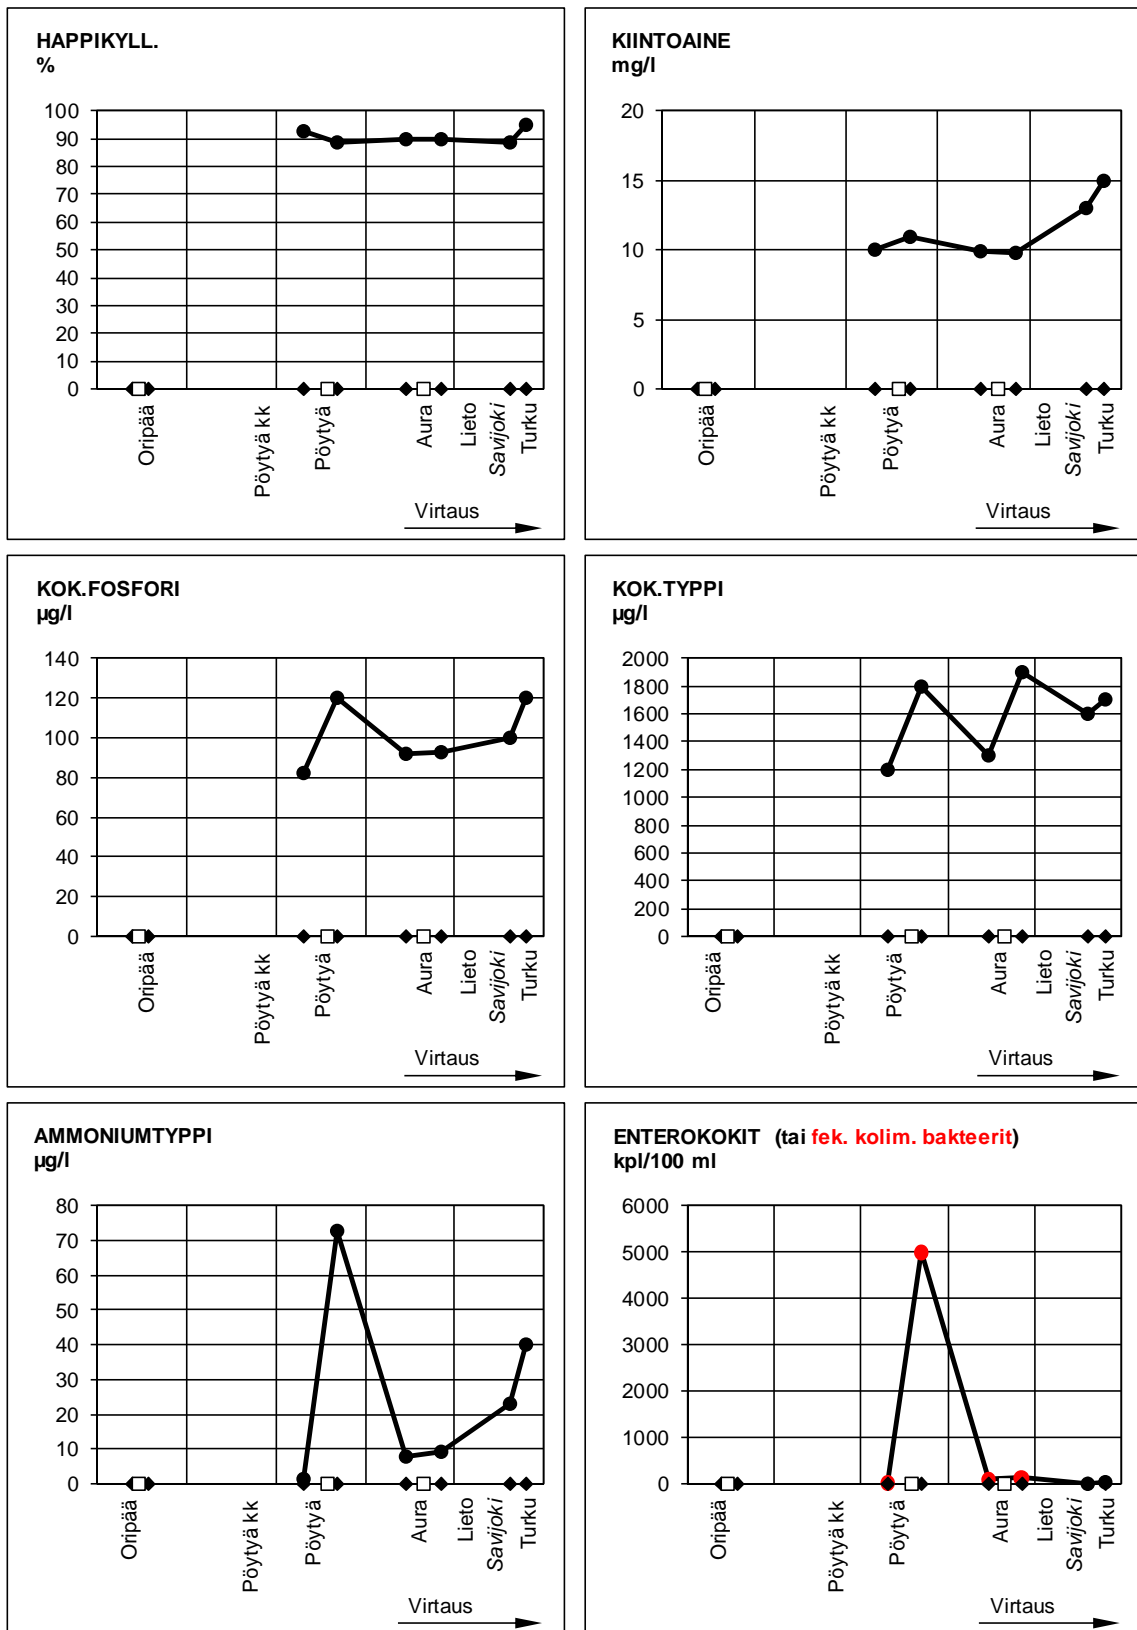 HAPPIKYLL.
%
100
90
80
70
60
50
40
30
20
10
0
Oripää
Pöytyä kk
Pöytyä
Aura
Lieto
Savijoki
Turku
Virtaus
KIINTOAINE
mg/l
20
15
10
5
0
Oripää
Pöytyä kk
Pöytyä
Aura
Lieto
Savijoki
Turku
Virtaus
KOK.FOSFORI
µg/l
140
120
100
80
60
40
20
0
Oripää
Pöytyä kk
Pöytyä
Aura
Lieto
Savijoki
Turku
Virtaus
KOK.TYPPI
µg/l
2000
1800
1600
1400
1200
1000
800
600
400
200
0
Oripää
Pöytyä kk
Pöytyä
Aura
Lieto
Savijoki
Turku
Virtaus
AMMONIUMTYPPI
µg/l
80
70
60
50
40
30
20
10
0
Oripää
Pöytyä kk
Pöytyä
Aura
Lieto
Savijoki
Turku
Virtaus
ENTEROKOKIT (tai fek. kolim. bakteerit)
kpl/100 ml
6000
5000
4000
3000
2000
1000
0
Oripää
Pöytyä kk
Pöytyä
Aura
Lieto
Savijoki
Turku
Virtaus